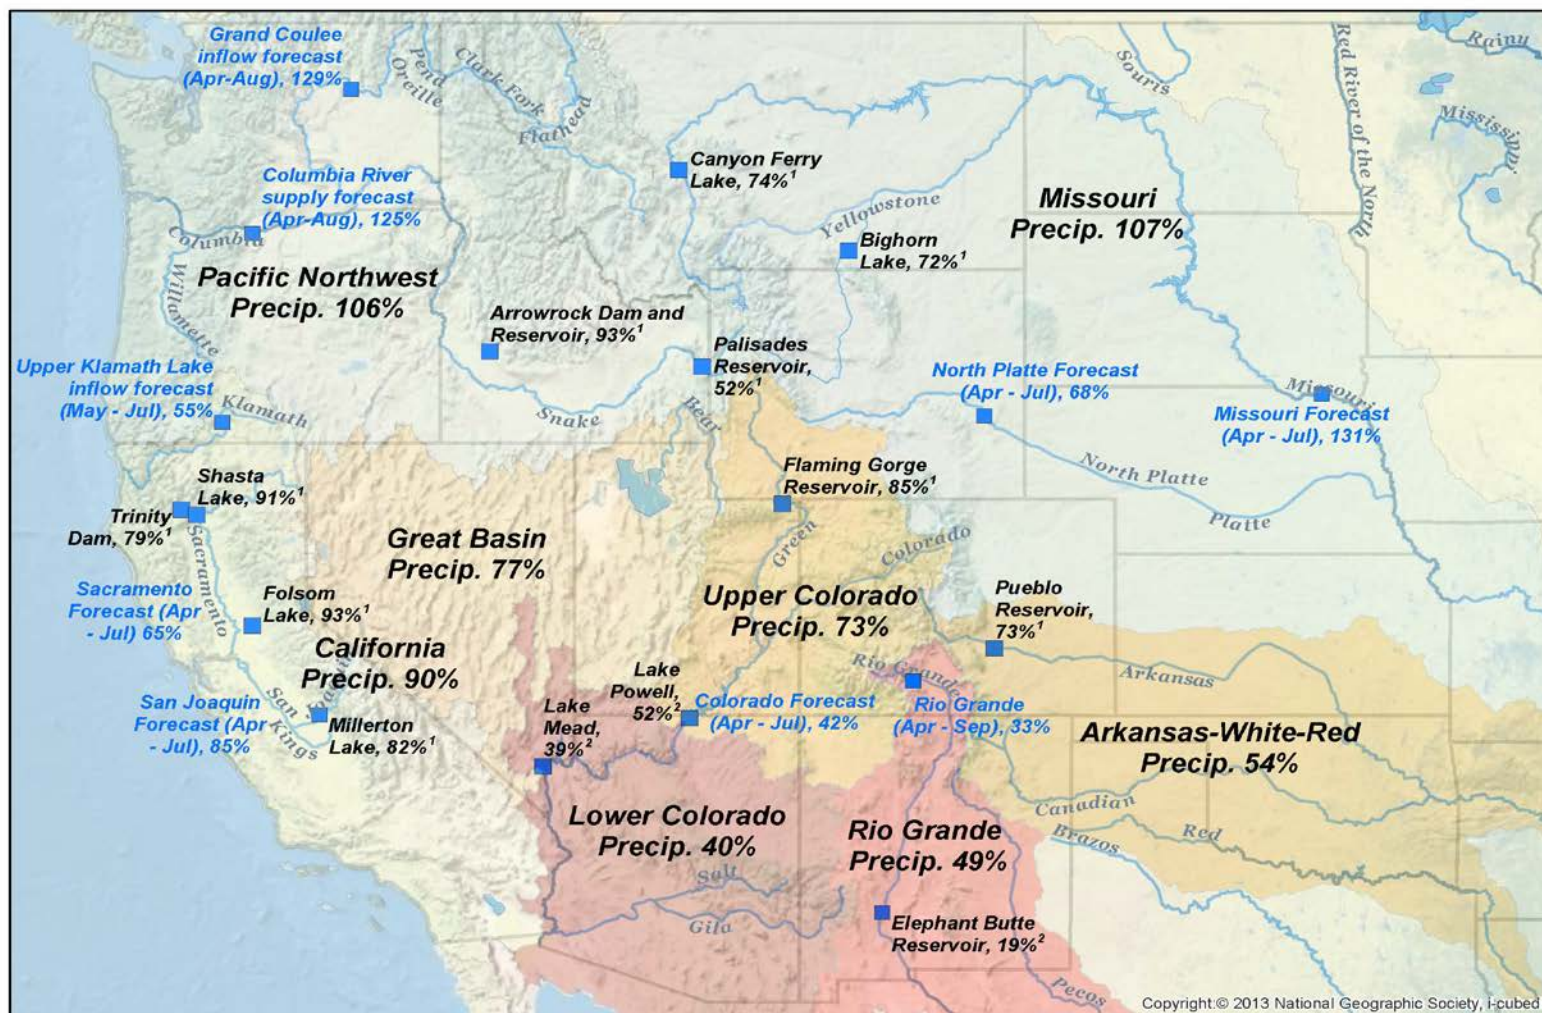 Grand Coulee
inflow forecast
(Apr-Aug), 129%
Pend
Oreille
Clark Fork
Flathead
Souris
Red River of the North
Rainy
Mississippi
Columbia River
supply forecast
(Apr-Aug), 125%
Canyon Ferry
Lake, 74%¹
Missouri
Precip. 107%
Yellowstone
Columbia
Willamette
Bighorn
Lake, 72%¹
Pacific Northwest
Precip. 106%
Arrowrock Dam and
Reservoir, 93%¹
Palisades
Reservoir,
52%¹
Upper Klamath Lake
inflow forecast
(May - Jul), 55%
Klamath
Snake
Bear
North Platte Forecast
(Apr - Jul), 68%
Missouri
Missouri Forecast
(Apr - Jul), 131%
Shasta
Lake, 91%¹
Trinity
Dam, 79%¹
Flaming Gorge
Reservoir, 85%¹
North Platte
Platte
Sacramento
Great Basin
Precip. 77%
Green
Colorado
Sacramento
Forecast (Apr
- Jul) 65%
Folsom
Lake, 93%¹
Upper Colorado
Precip. 73%
Pueblo
Reservoir,
73%¹
California
Precip. 90%
San Joaquin
Kings
Rio Grande
Arkansas
San Joaquin
Forecast (Apr
- Jul), 85%
Millerton
Lake, 82%¹
Lake
Mead,
39%²
Lake
Powell,
52%²
Colorado Forecast
(Apr - Jul), 42%
Rio Grande
(Apr - Sep), 33%
Arkansas-White-Red
Precip. 54%
Canadian
Red
Brazos
Lower Colorado
Precip. 40%
Rio Grande
Precip. 49%
Salt
Gila
Elephant Butte
Reservoir, 19%²
Pecos
Copyright:© 2013 National Geographic Society, i-cubed